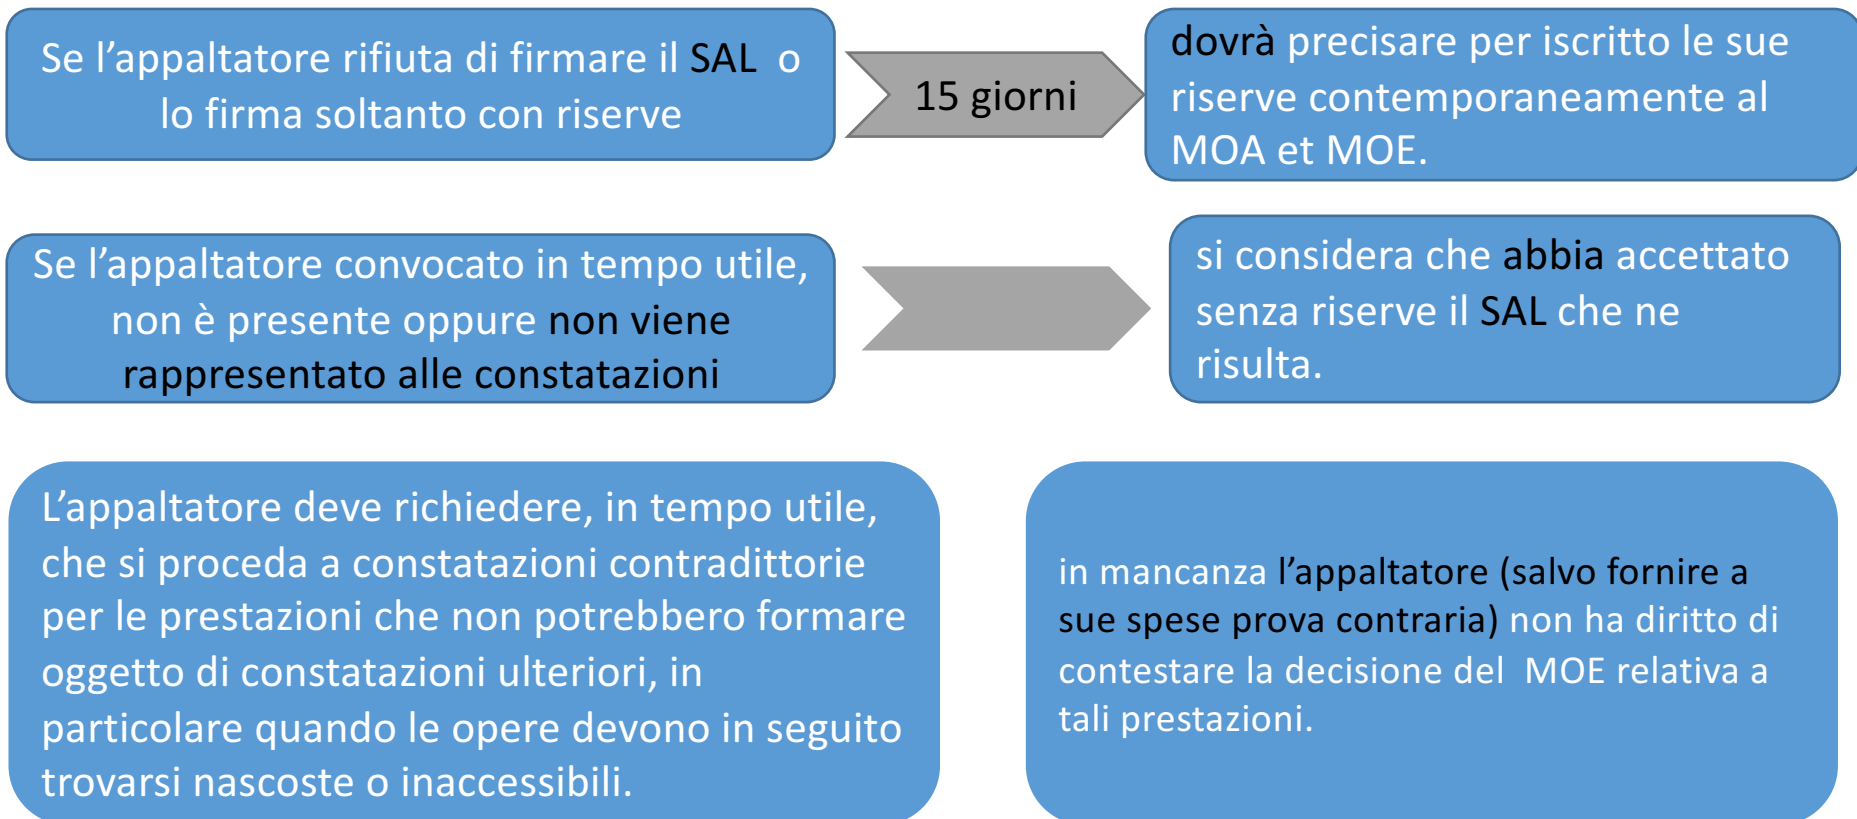 Se l’appaltatore rifiuta di firmare il SAL o
lo firma soltanto con riserve
15 giorni
dovrà precisare per iscritto le sue
riserve contemporaneamente al
MOA et MOE.
Se l’appaltatore convocato in tempo utile,
non è presente oppure non viene
rappresentato alle constatazioni
si considera che abbia accettato
senza riserve il SAL che ne
risulta.
L’appaltatore deve richiedere, in tempo utile,
che si proceda a constatazioni contradittorie
per le prestazioni che non potrebbero formare
oggetto di constatazioni ulteriori, in
particolare quando le opere devono in seguito
trovarsi nascoste o inaccessibili.
in mancanza l’appaltatore (salvo fornire a
sue spese prova contraria) non ha diritto di
contestare la decisione del MOE relativa a
tali prestazioni.